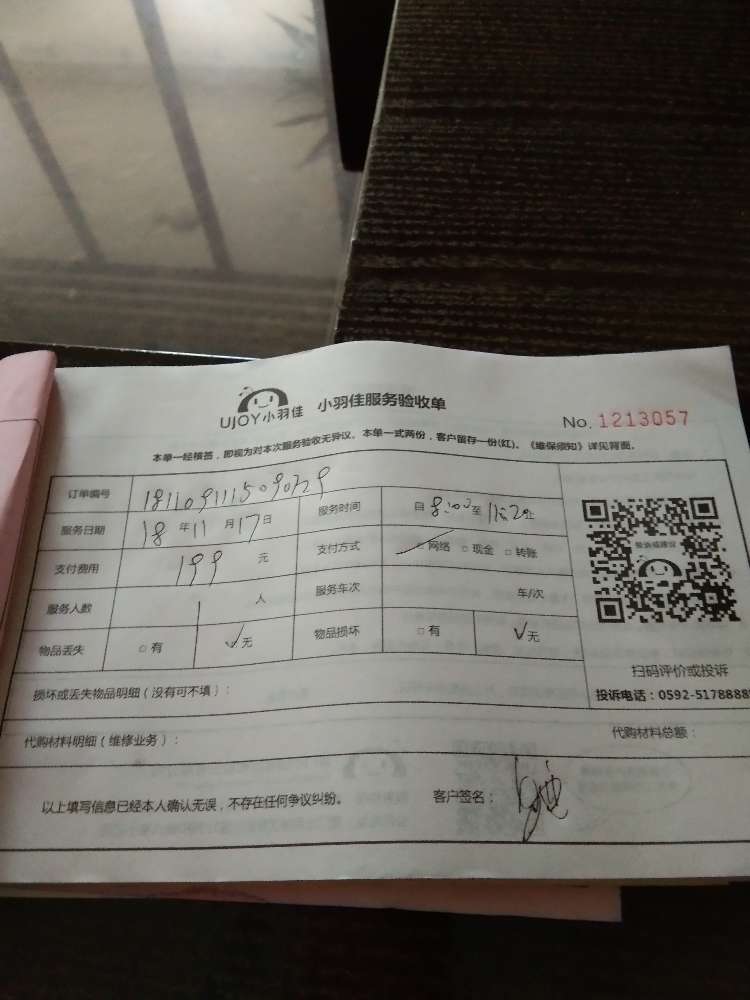 UJOY小羽佳 小羽佳服务验收单 No. 1213057
本单一经核签，即视为对本次服务验收无异议。本单一式两份，客户留存一份(红)。《维保须知》详见背面。
订单编号
服务日期 18 年 11 月 17 日 服务时间 自 8:00 至 11:20 止
支付费用 199 元 支付方式 □ 网络 □ 现金 □ 转账
服务人数 1 人 服务车次 车/次
物品丢失 □ 有 ✓ 无 物品损坏 □ 有 ✓ 无
投诉或建议
扫码评价或投诉
投诉电话：0592-5178888
损坏或丢失物品明细（没有可不填）：
代购材料明细（维修业务）： 代购材料总额：
以上填写信息已经本人确认无误，不存在任何争议纠纷。 客户签名：